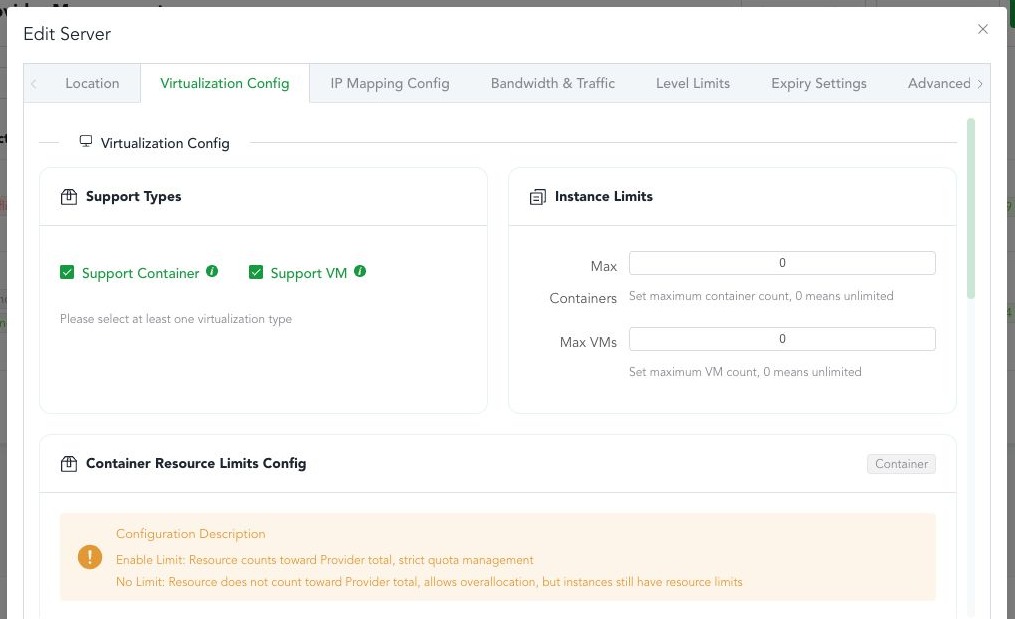 Edit Server
Location
Virtualization Config
IP Mapping Config
Bandwidth & Traffic
Level Limits
Expiry Settings
Advanced
Virtualization Config
Support Types
Support Container
Support VM
Please select at least one virtualization type
Instance Limits
Max
Containers
0
Set maximum container count, 0 means unlimited
Max VMs
0
Set maximum VM count, 0 means unlimited
Container Resource Limits Config
Container
Configuration Description
Enable Limit: Resource counts toward Provider total, strict quota management
No Limit: Resource does not count toward Provider total, allows overallocation, but instances still have resource limits